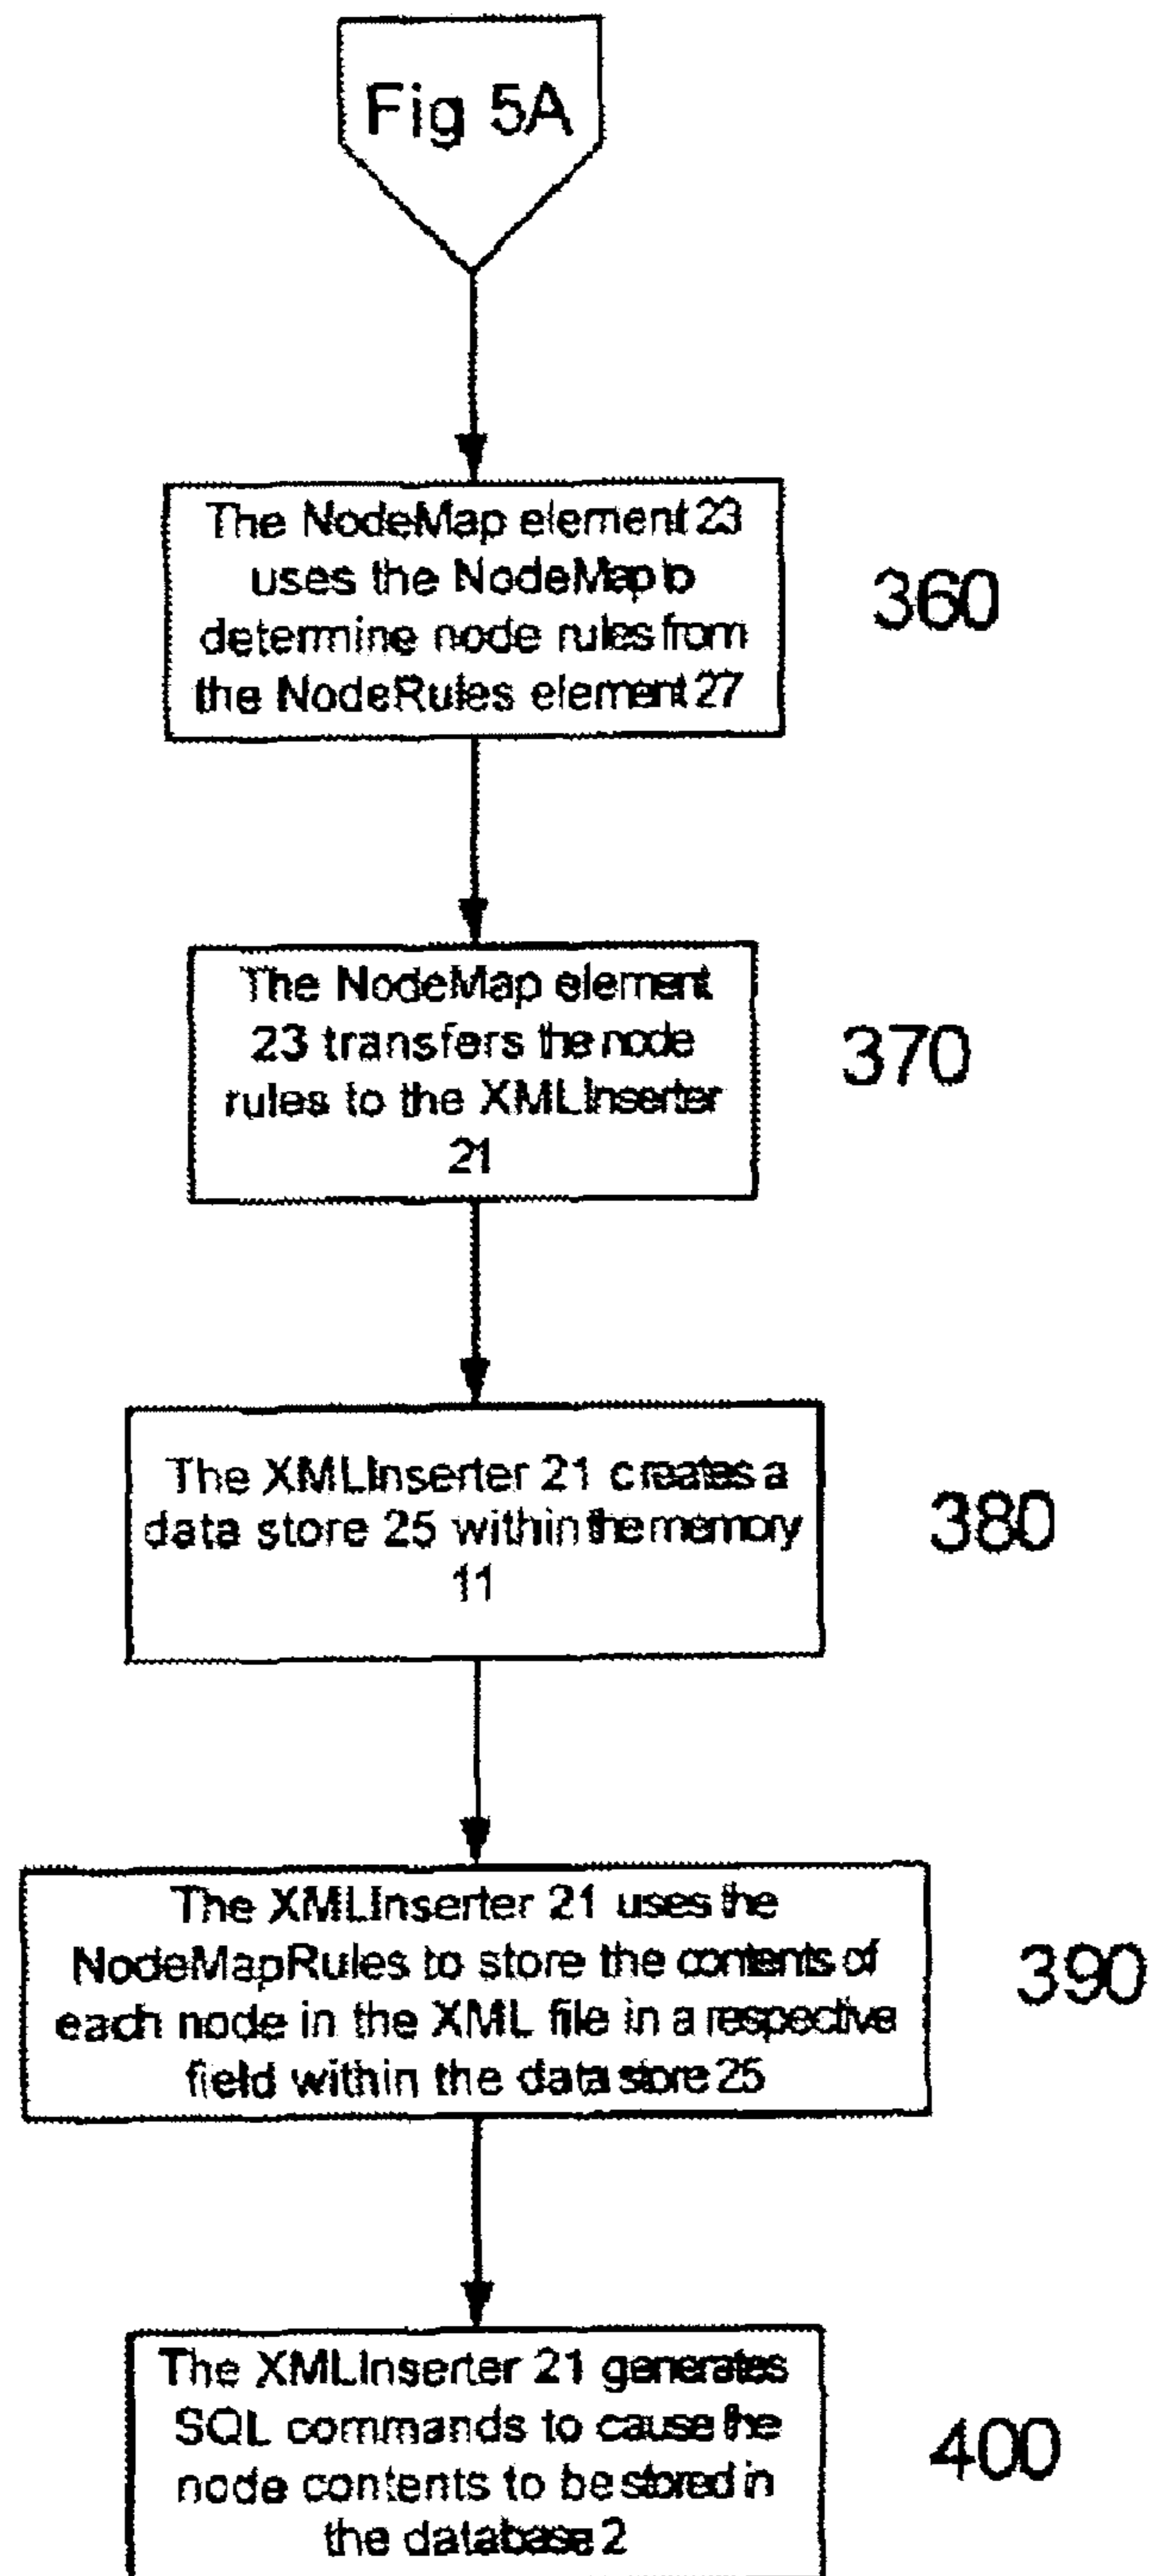 Fig 5A
The NodeMap element 23
uses the NodeMap to
determine node rules from
the NodeRules element 27
360
The NodeMap element
23 transfers the node
rules to the XMLInserter
21
370
The XMLInserter 21 creates a
data store 25 within the memory
11
380
The XMLInserter 21 uses the
NodeMapRules to store the contents of
each node in the XML file in a respective
field within the data store 25
390
The XMLInserter 21 generates
SQL commands to cause the
node contents to be stored in
the database 2
400